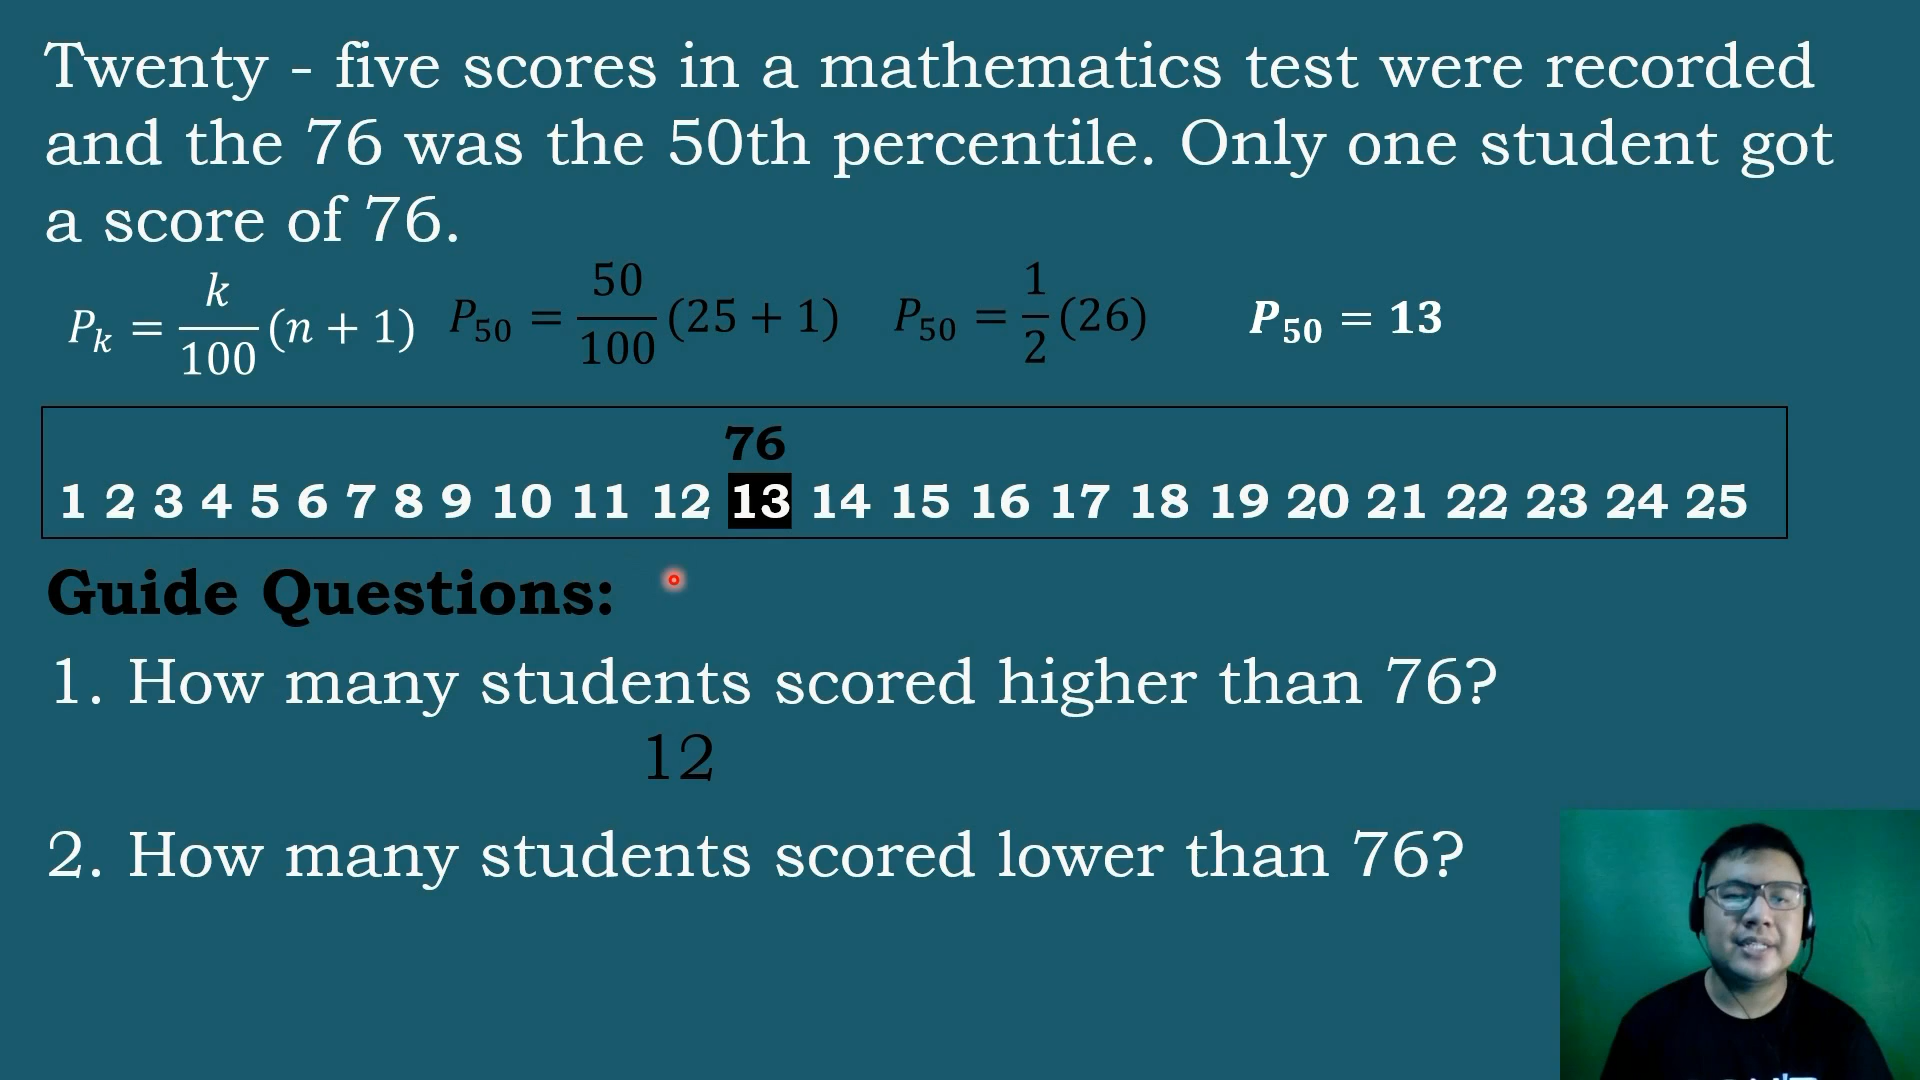 Twenty - five scores in a mathematics test were recorded
and the 76 was the 50th percentile. Only one student got
a score of 76.
P_k = k/100 (n + 1) P_50 = 50/100 (25 + 1) P_50 = 1/2 (26) P_50 = 13
76
1 2 3 4 5 6 7 8 9 10 11 12 13 14 15 16 17 18 19 20 21 22 23 24 25
Guide Questions:
1. How many students scored higher than 76?
12
2. How many students scored lower than 76?